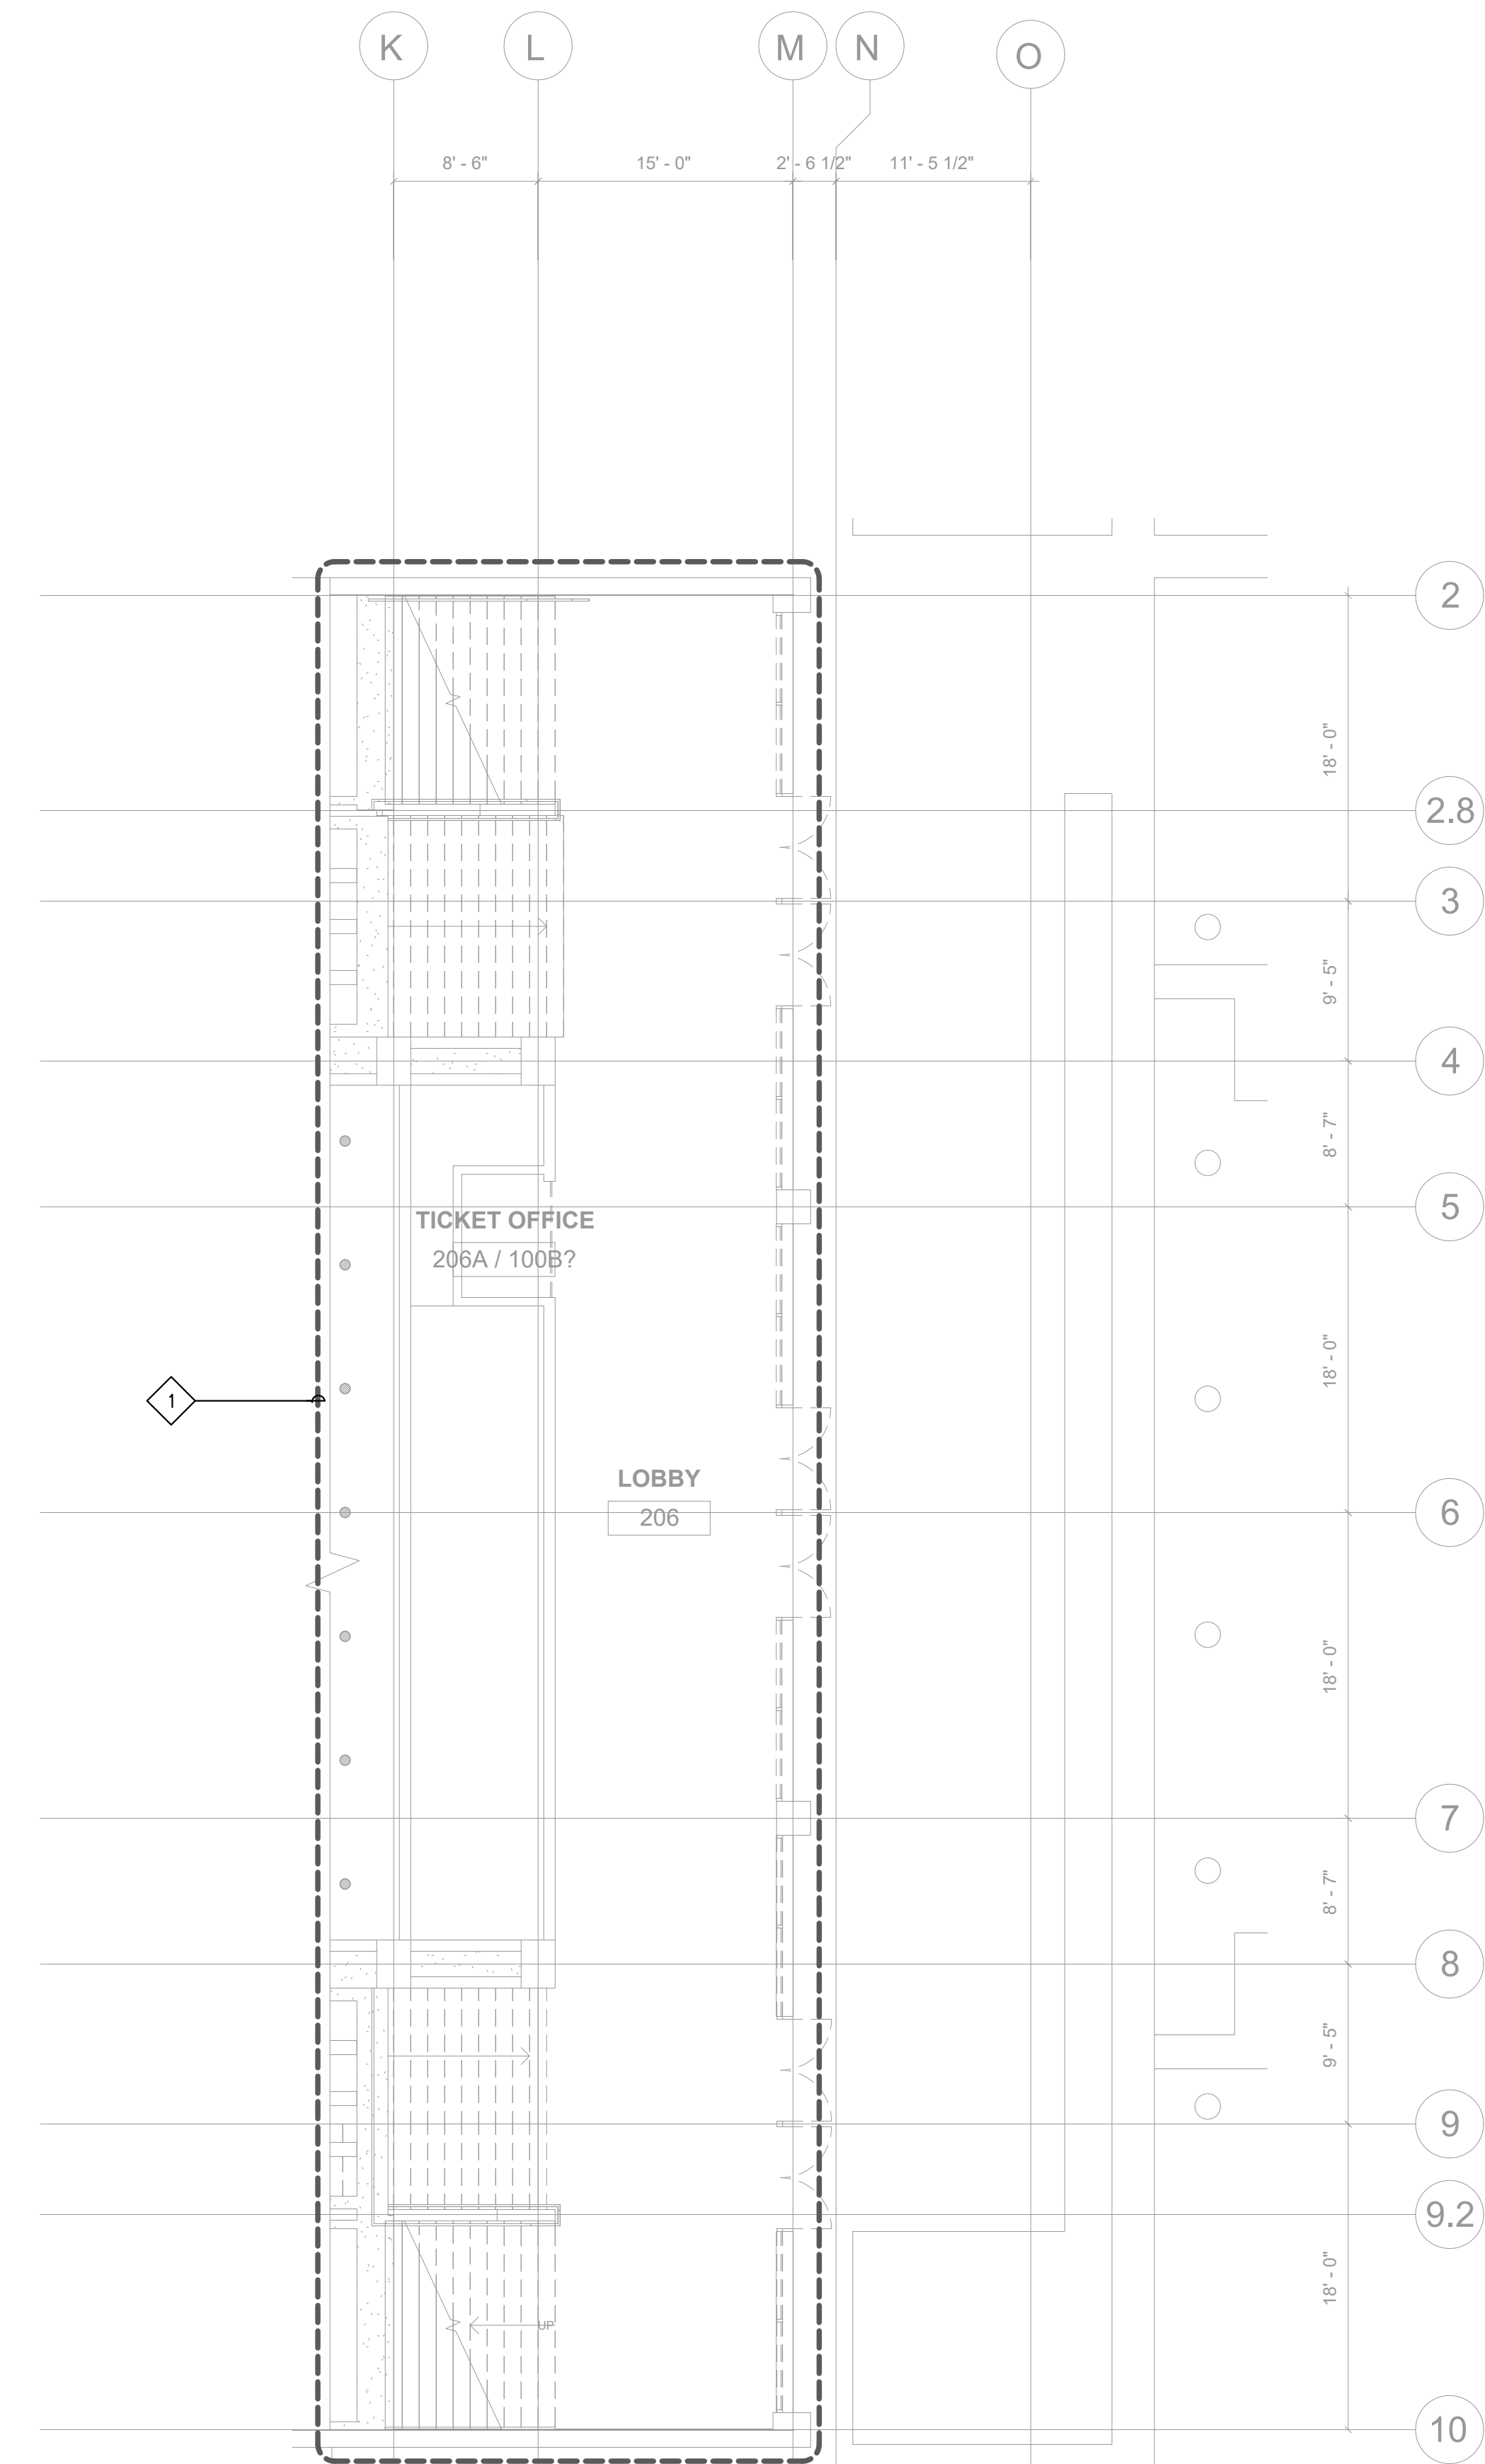 K L M N O
8' - 6" 15' - 0" 2' - 6 1/2" 11' - 5 1/2"
2
18' - 0"
2.8
3
9' - 5"
4
8' - 7"
5
TICKET OFFICE
206A / 100B?
18' - 0"
1
LOBBY
206
6
18' - 0"
7
8' - 7"
8
9' - 5"
9
9.2
18' - 0"
UP
10